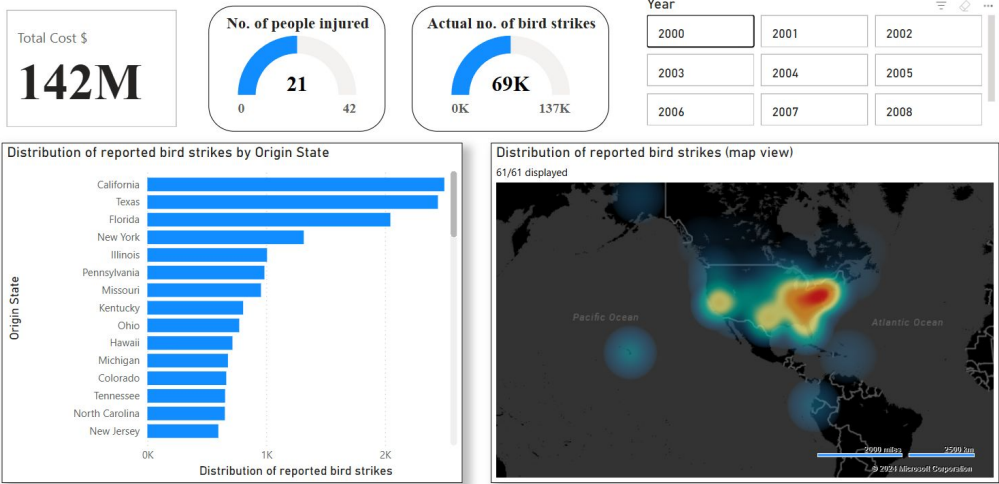 Total Cost $
142M
No. of people injured
21
0
42
Actual no. of bird strikes
69K
0K
137K
Year
2000
2001
2002
2003
2004
2005
2006
2007
2008
Distribution of reported bird strikes by Origin State
Origin State
California
Texas
Florida
New York
Illinois
Pennsylvania
Missouri
Kentucky
Ohio
Hawaii
Michigan
Colorado
Tennessee
North Carolina
New Jersey
0K
1K
2K
Distribution of reported bird strikes
Distribution of reported bird strikes (map view)
61/61 displayed
Pacific Ocean
Atlantic Ocean
2000 miles
2500 km
© 2024 Microsoft Corporation